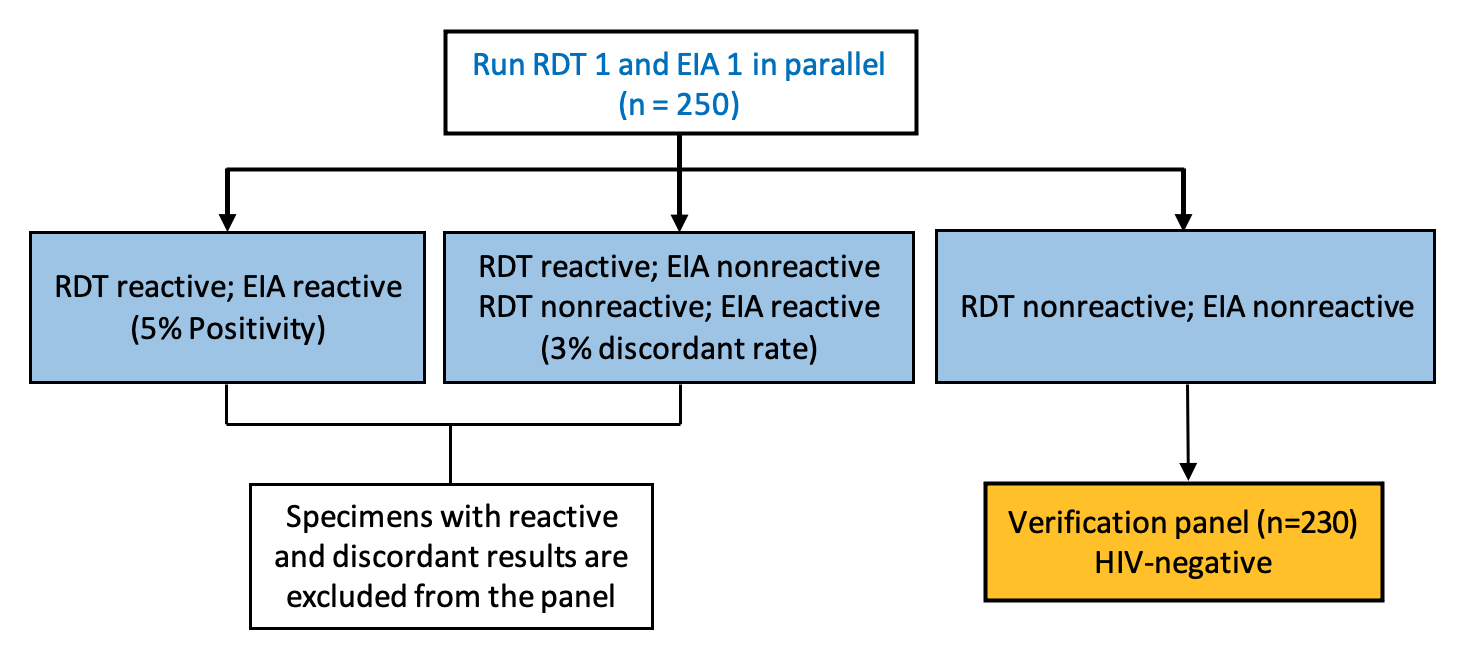 Run RDT 1 and EIA 1 in parallel
(n = 250)
RDT reactive; EIA reactive
(5% Positivity)
RDT reactive; EIA nonreactive
RDT nonreactive; EIA reactive
(3% discordant rate)
RDT nonreactive; EIA nonreactive
Specimens with reactive
and discordant results are
excluded from the panel
Verification panel (n=230)
HIV-negative